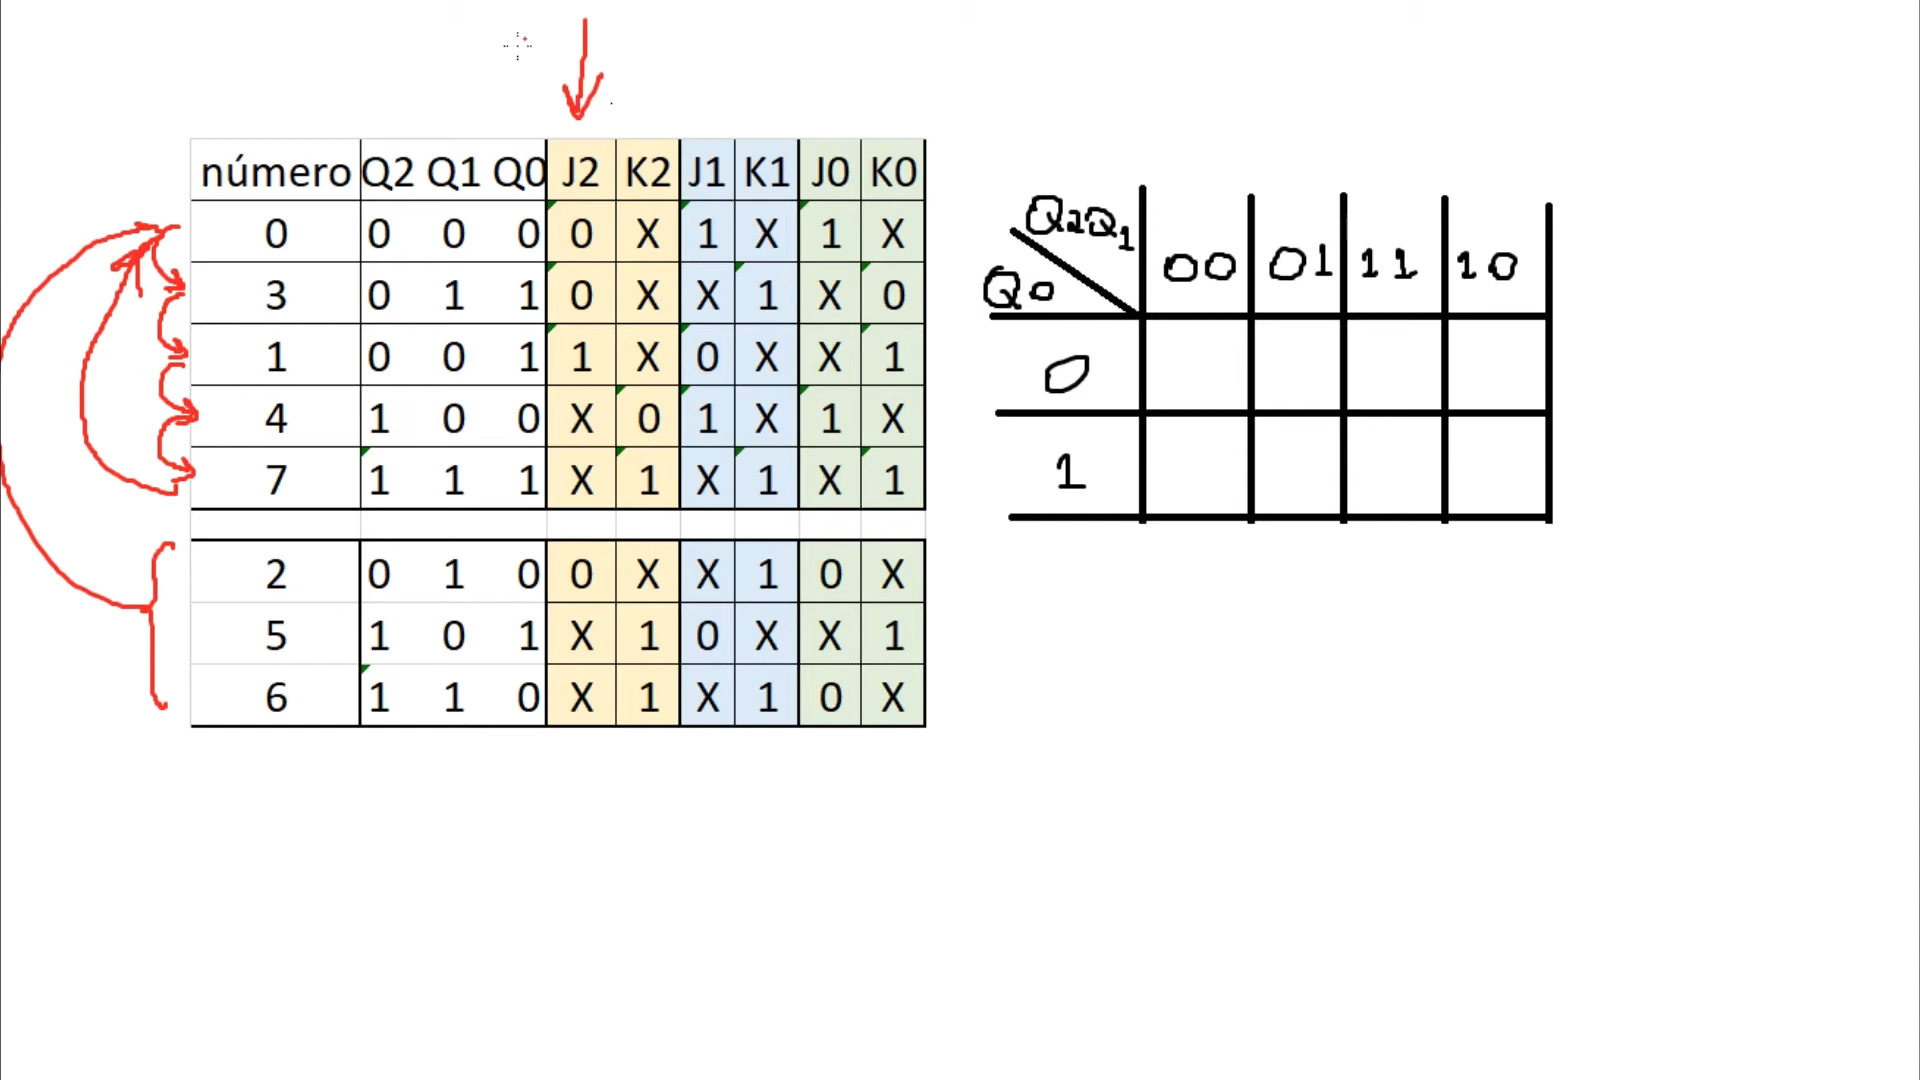 número Q2 Q1 Q0 J2 K2 J1 K1 J0 K0
0 0 0 0 0 X 1 X 1 X
3 0 1 1 0 X X 1 X 0
1 0 0 1 1 X 0 X X 1
4 1 0 0 X 0 1 X 1 X
7 1 1 1 X 1 X 1 X 1
2 0 1 0 0 X X 1 0 X
5 1 0 1 X 1 0 X X 1
6 1 1 0 X 1 X 1 0 X
Q2Q1
Q0 00 01 11 10
0
1